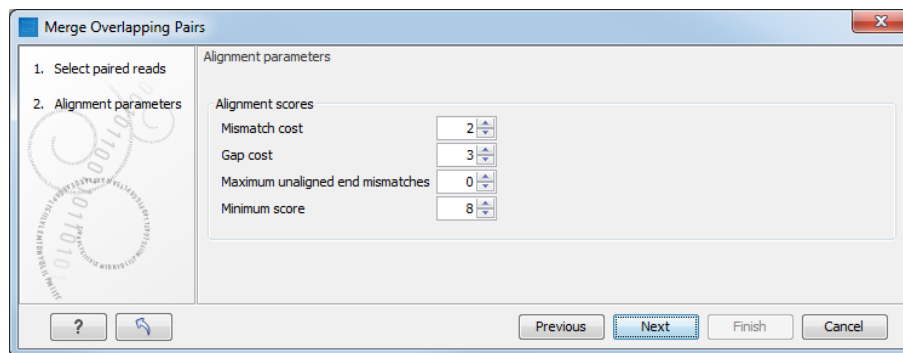 Merge Overlapping Pairs
1. Select paired reads
2. Alignment parameters
Alignment parameters
Alignment scores
Mismatch cost 2
Gap cost 3
Maximum unaligned end mismatches 0
Minimum score 8
? Previous Next Finish Cancel